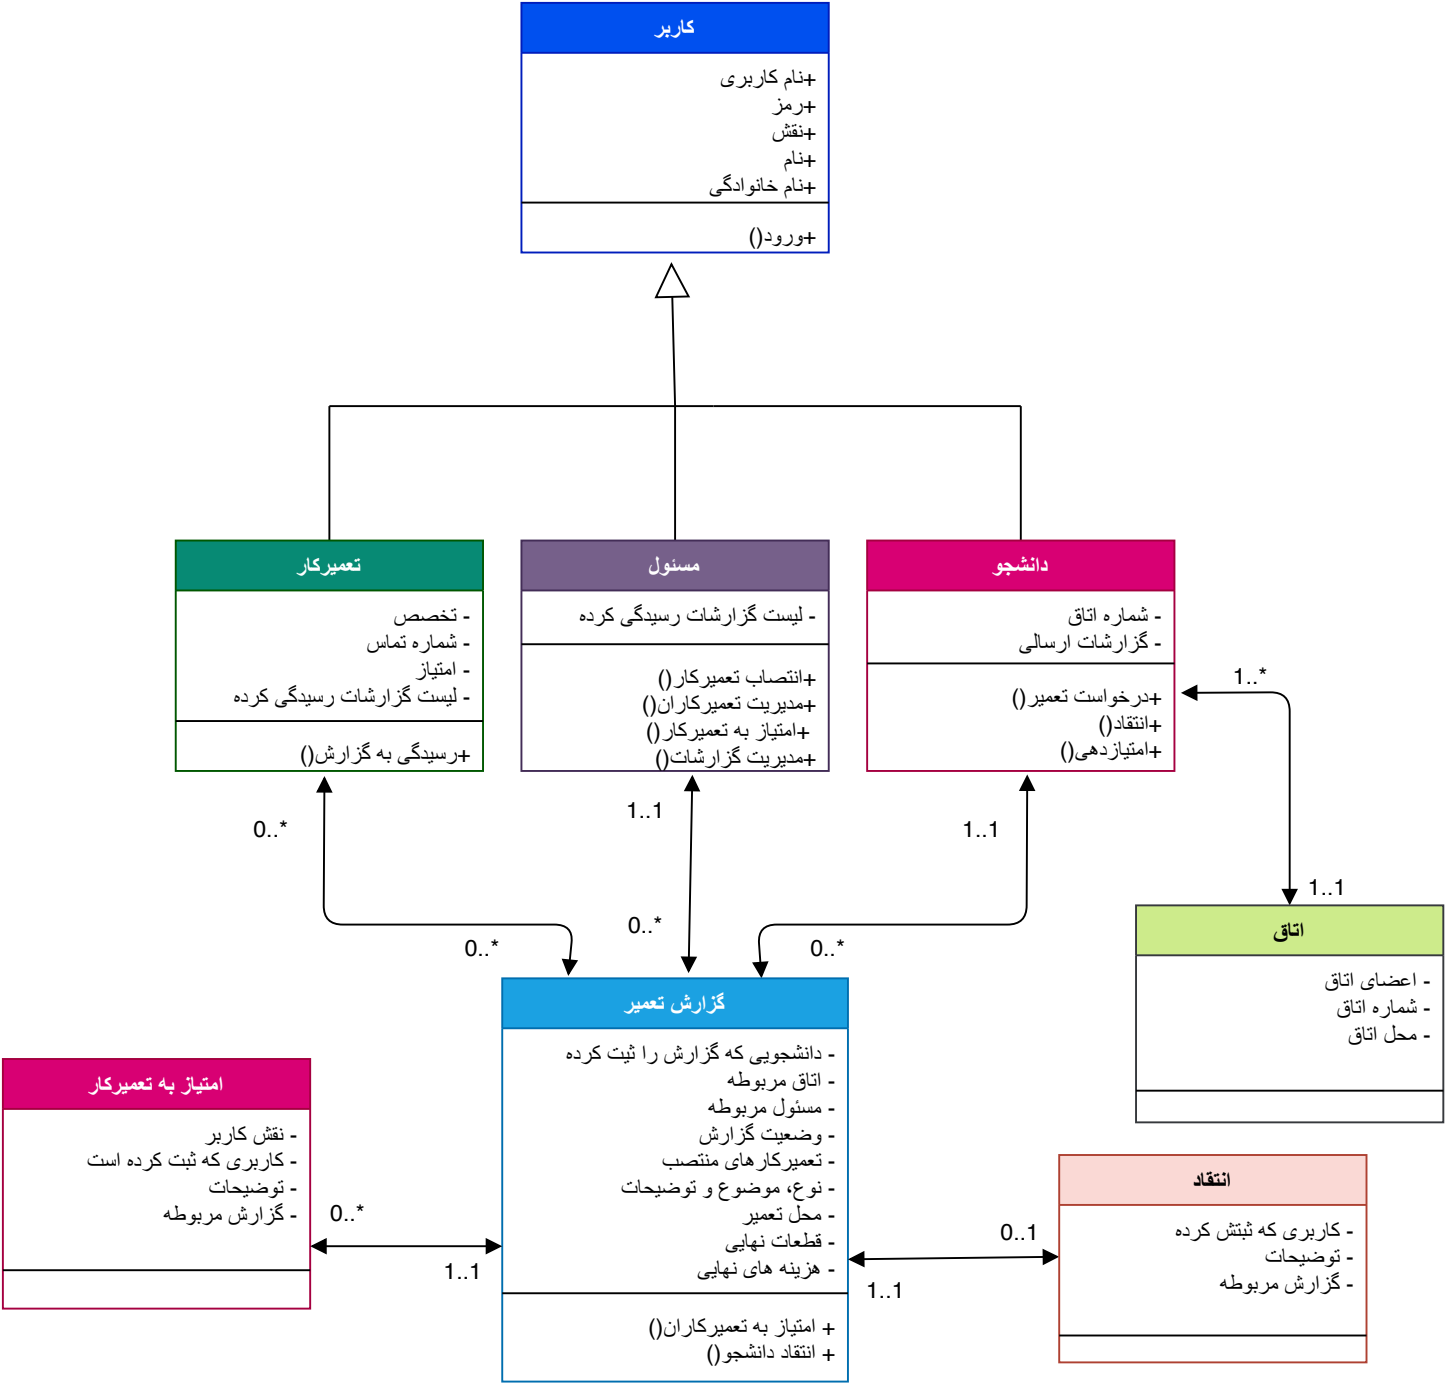 کاربر
+نام کاربری
+رمز
+نقش
+نام
+نام خانوادگی
+ورود()
تعمیرکار
- تخصص
- شماره تماس
- امتیاز
- لیست گزارشات رسیدگی کرده
+رسیدگی به گزارش()
مسئول
- لیست گزارشات رسیدگی کرده
+انتصاب تعمیرکار()
+مدیریت تعمیرکاران()
+امتیاز به تعمیرکار()
+مدیریت گزارشات()
دانشجو
- شماره اتاق
- گزارشات ارسالی
+درخواست تعمیر()
+انتقاد()
+امتیازدهی()
1..*
1..1
0..*
1..1
1..1
0..*
0..*
0..*
اتاق
- اعضای اتاق
- شماره اتاق
- محل اتاق
گزارش تعمیر
- دانشجویی که گزارش را ثبت کرده
- اتاق مربوطه
- مسئول مربوطه
- وضعیت گزارش
- تعمیرکارهای منتصب
- نوع، موضوع و توضیحات
- محل تعمیر
- قطعات نهایی
- هزینه های نهایی
+ امتیاز به تعمیرکاران()
+ انتقاد دانشجو()
امتیاز به تعمیرکار
- نقش کاربر
- کاربری که ثبت کرده است
- توضیحات
- گزارش مربوطه
0..*
1..1
0..1
1..1
انتقاد
- کاربری که ثبتش کرده
- توضیحات
- گزارش مربوطه